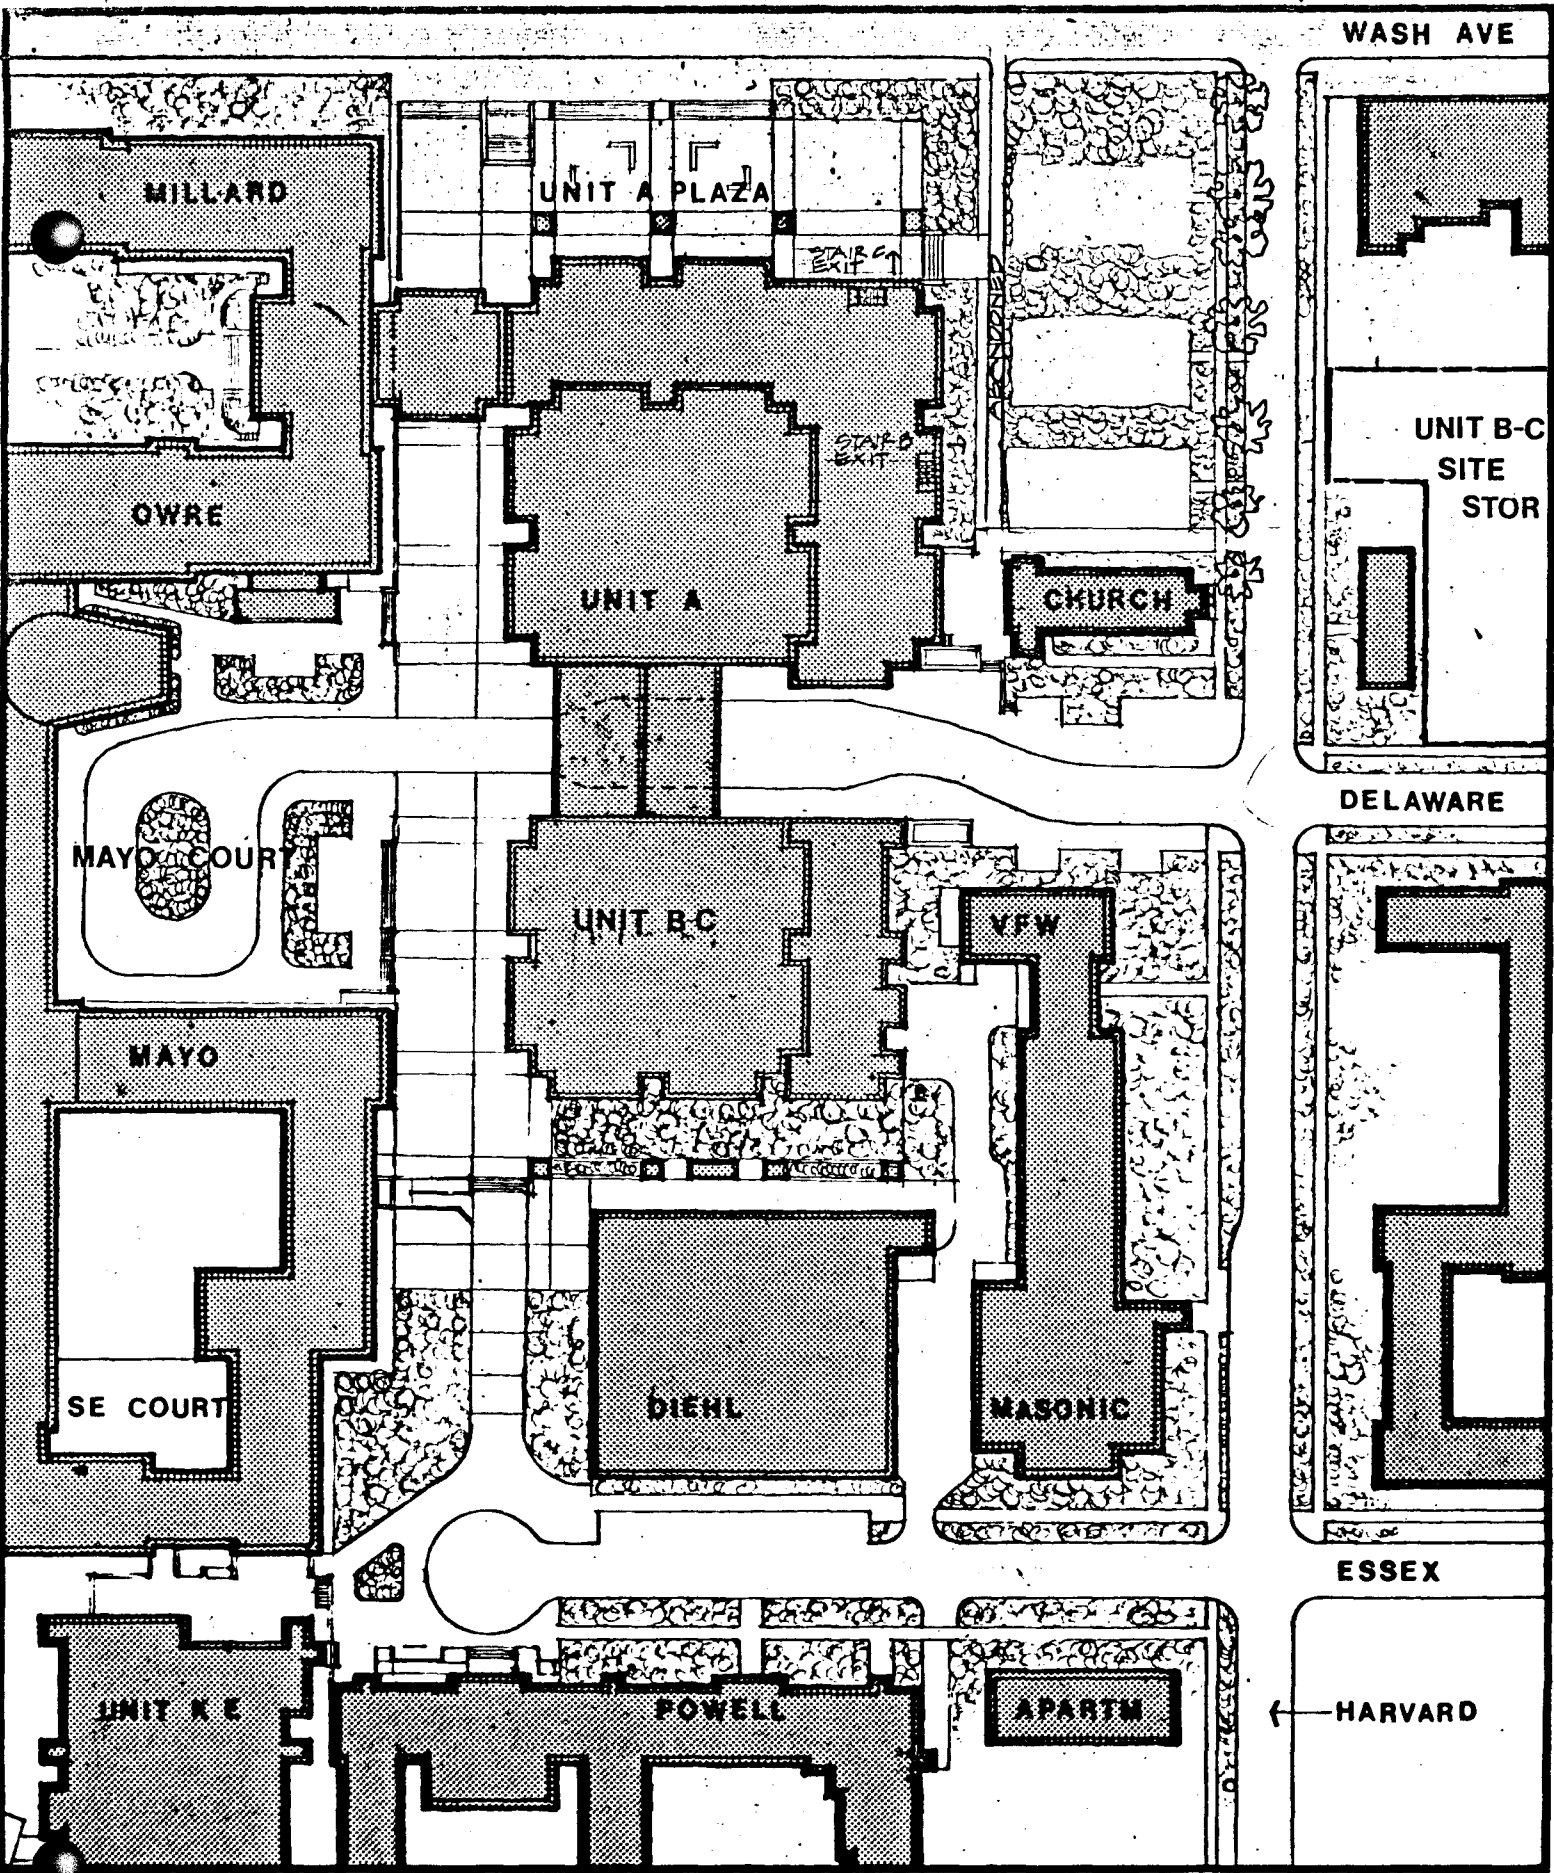 WASH AVE
MILLARD
UNIT A PLAZA
STAIR C
EXIT
ABANDONED
UNIT B-C
SITE
STOR
STAIR B
EXIT
OWRE
UNIT A
CHURCH
DELAWARE
MAYO COURT
UNIT B-C
VFW
MAYO
SE COURT
DIEHL
MASONIC
ESSEX
UNIT K E
POWELL
APARTM
HARVARD